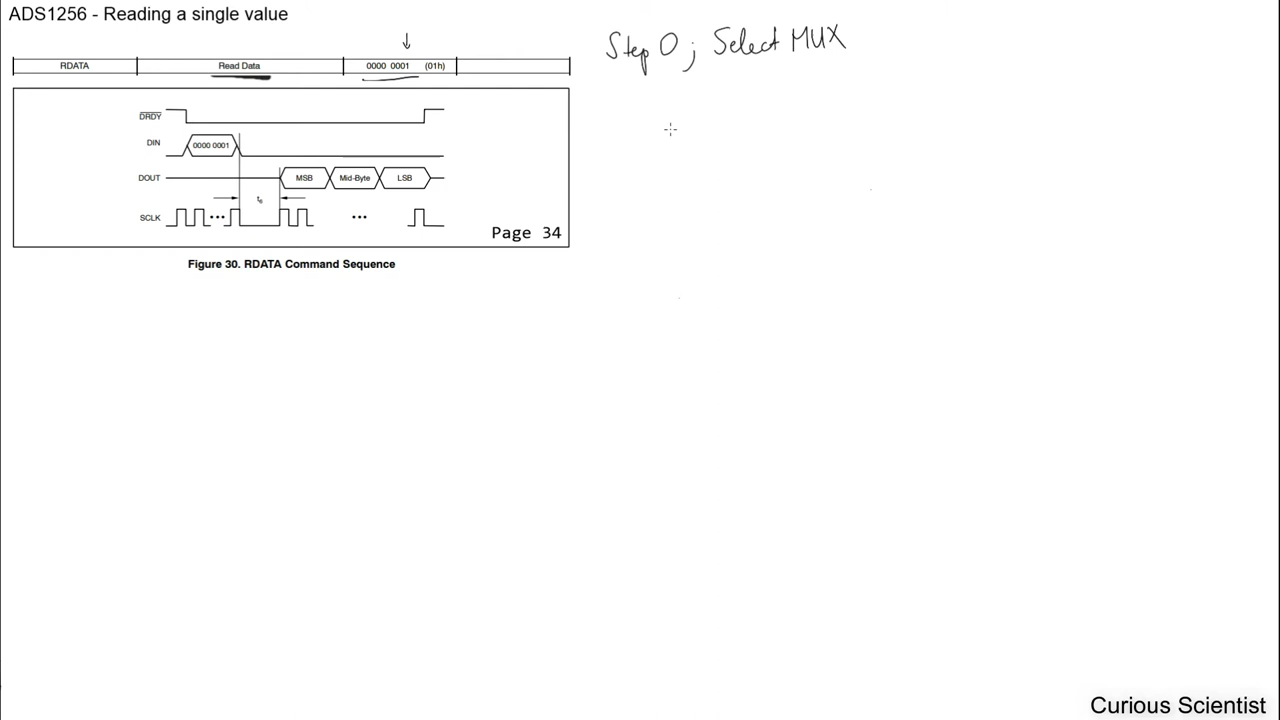 ADS1256 - Reading a single value
Step 0; Select MUX
RDATA Read Data 0000 0001 (01h)
DRDY
DIN 0000 0001
DOUT MSB Mid-Byte LSB
t6
SCLK
Page 34
Figure 30. RDATA Command Sequence
Curious Scientist